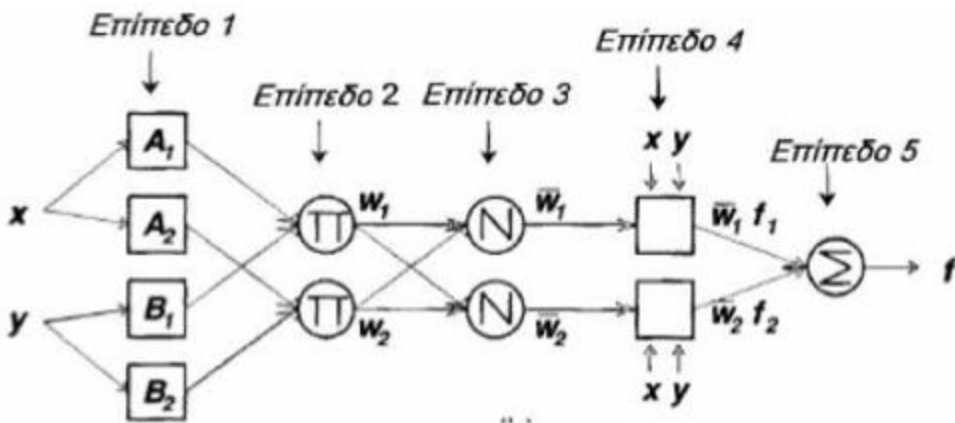 Επίπεδο 1
Επίπεδο 4
Επίπεδο 2
Επίπεδο 3
A₁
x y
Επίπεδο 5
x
A₂
Π
w₁
N
w̅₁
w̅₁ f₁
Σ
f
y
B₁
Π
w₂
N
w̅₂
w̅₂ f₂
B₂
x y